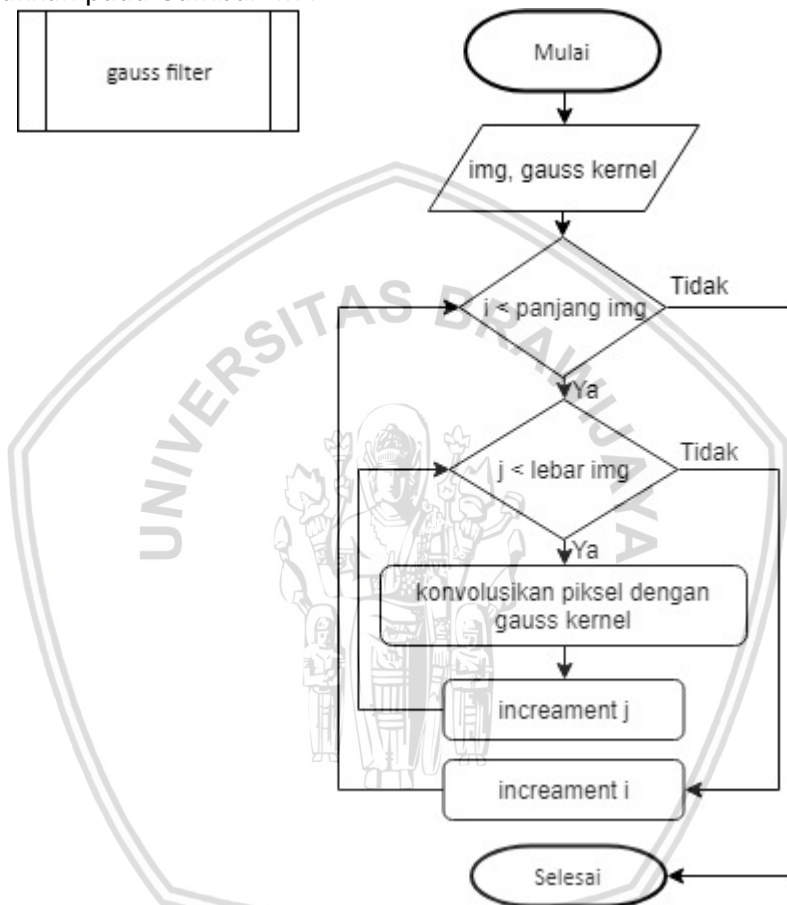 gauss filter
Mulai
img, gauss kernel
i < panjang img
Tidak
Ya
j < lebar img
Tidak
Ya
konvolusikan piksel dengan
gauss kernel
increament j
increament i
Selesai
UNIVERSITAS BRAWIJAYA